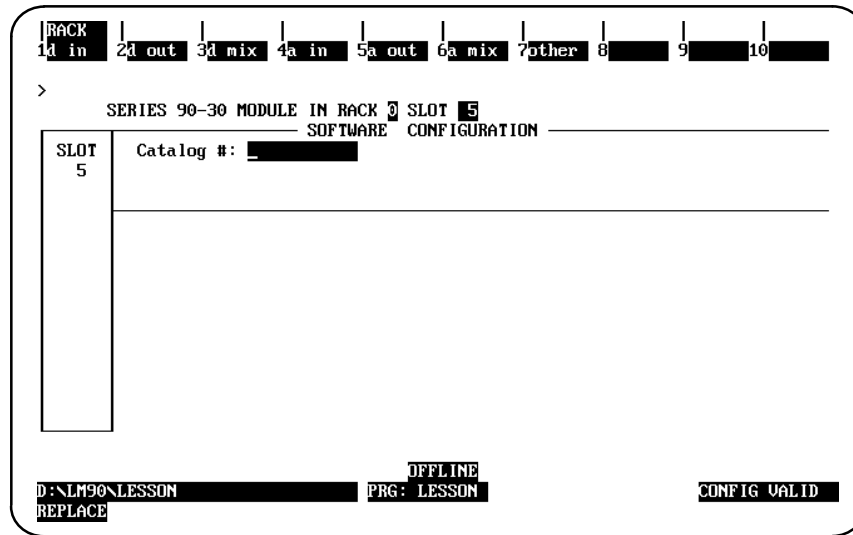 RACK
1d in 2d out 3d mix 4a in 5a out 6a mix 7other 8 9 10
>
SERIES 90-30 MODULE IN RACK 0 SLOT 5
SOFTWARE CONFIGURATION
SLOT Catalog #: _
5
OFFLINE
D:\LM90\LESSON PRG: LESSON CONFIG VALID
REPLACE